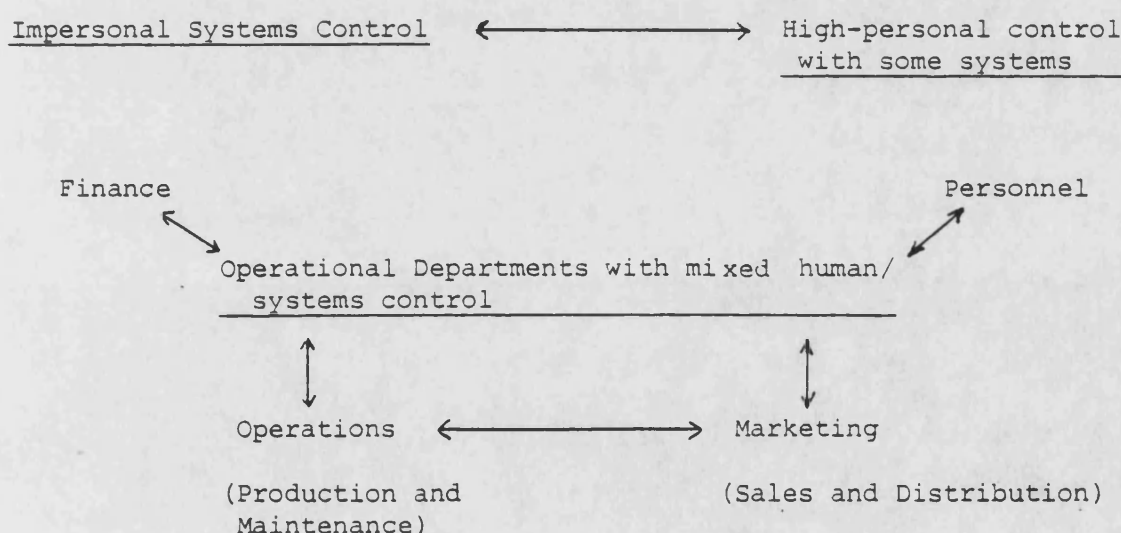 Impersonal Systems Control
High-personal control
with some systems
Finance
Personnel
Operational Departments with mixed human/
systems control
Operations
Marketing
(Production and
Maintenance)
(Sales and Distribution)